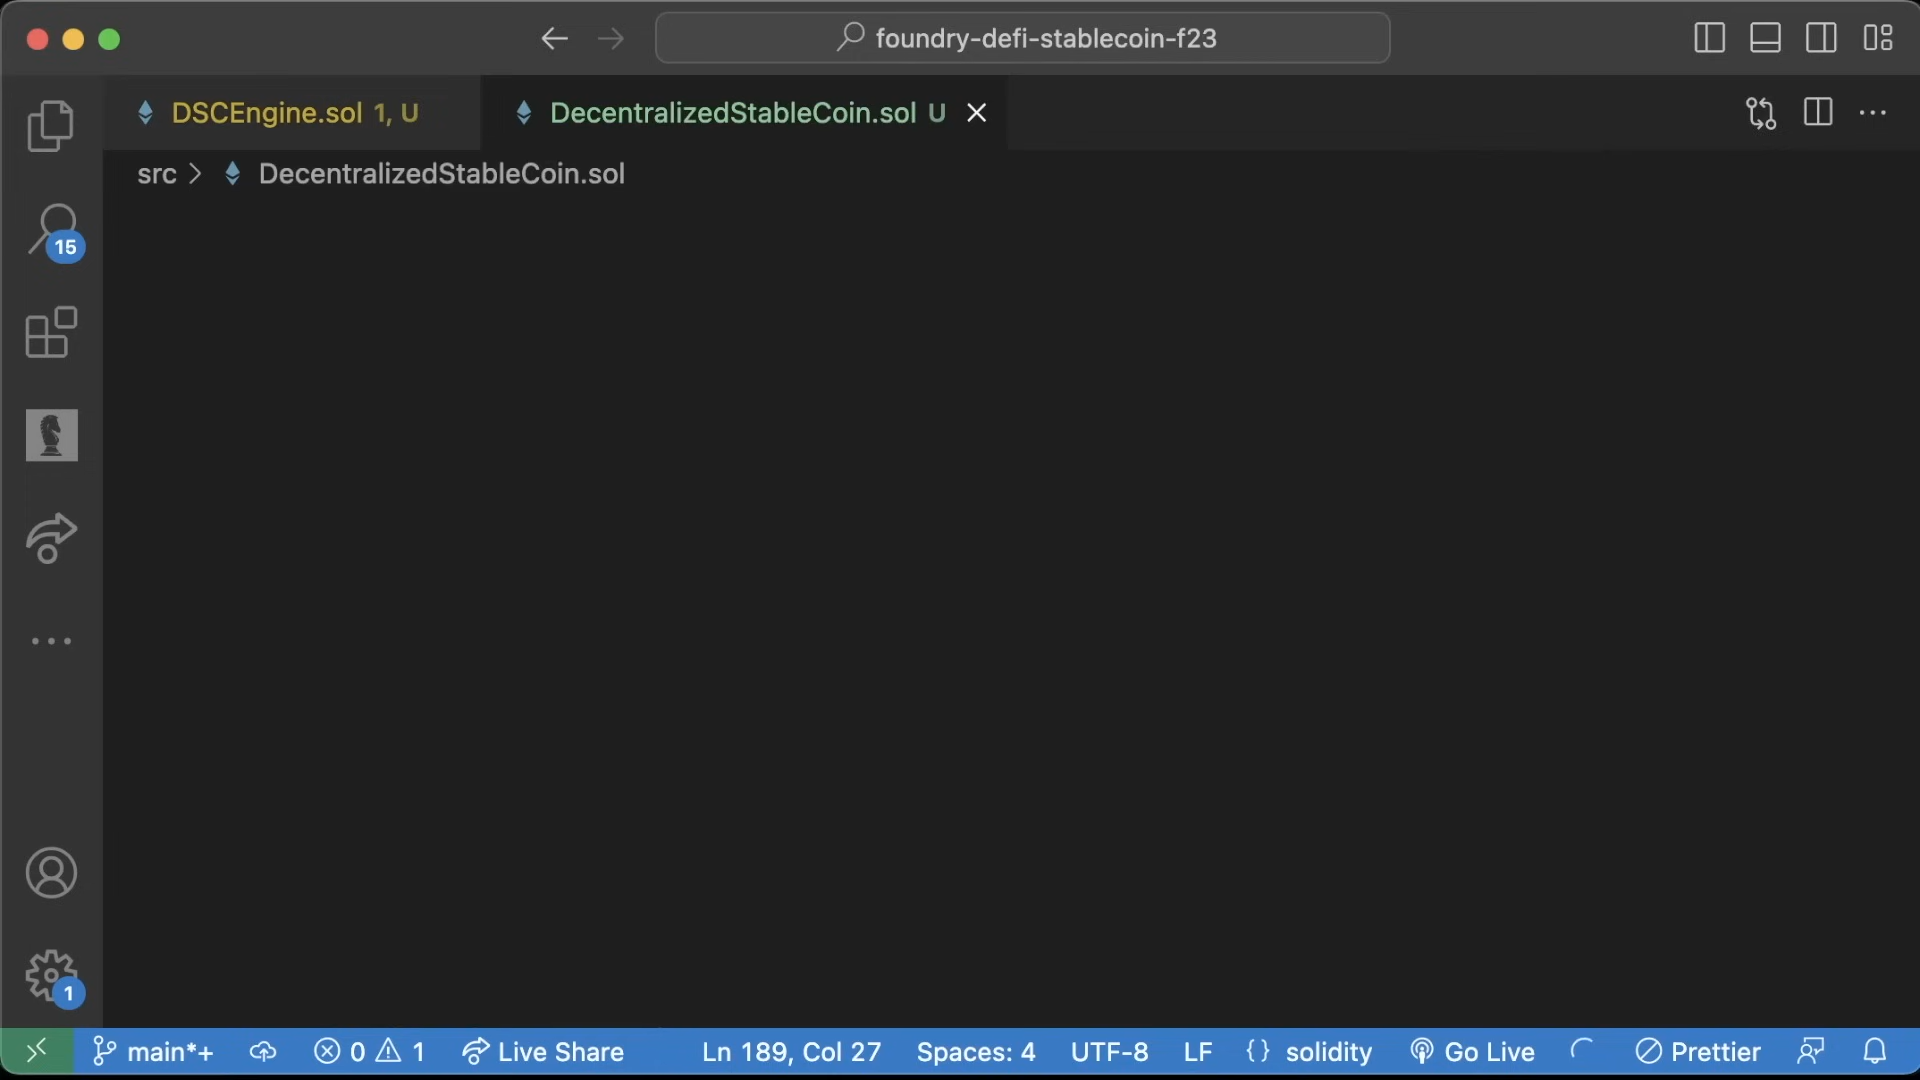 foundry-defi-stablecoin-f23
DSCEngine.sol 1, U
DecentralizedStableCoin.sol U
src > DecentralizedStableCoin.sol
15
1
main*+ 0 1 Live Share Ln 189, Col 27 Spaces: 4 UTF-8 LF {} solidity Go Live Prettier